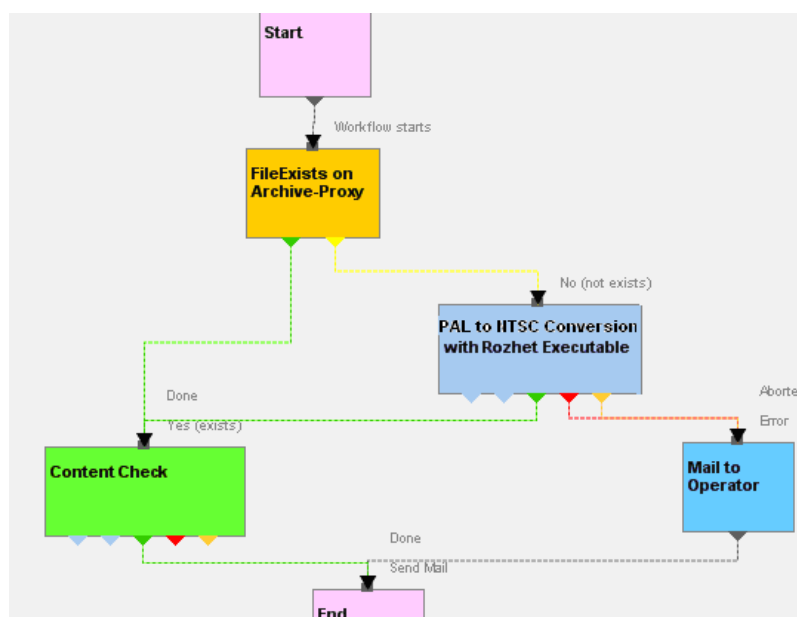 Start
Workflow starts
FileExists on
Archive-Proxy
No (not exists)
PAL to NTSC Conversion
with Rozhet Executable
Done
Yes (exists)
Aborte
Error
Content Check
Mail to
Operator
Done
Send Mail
End